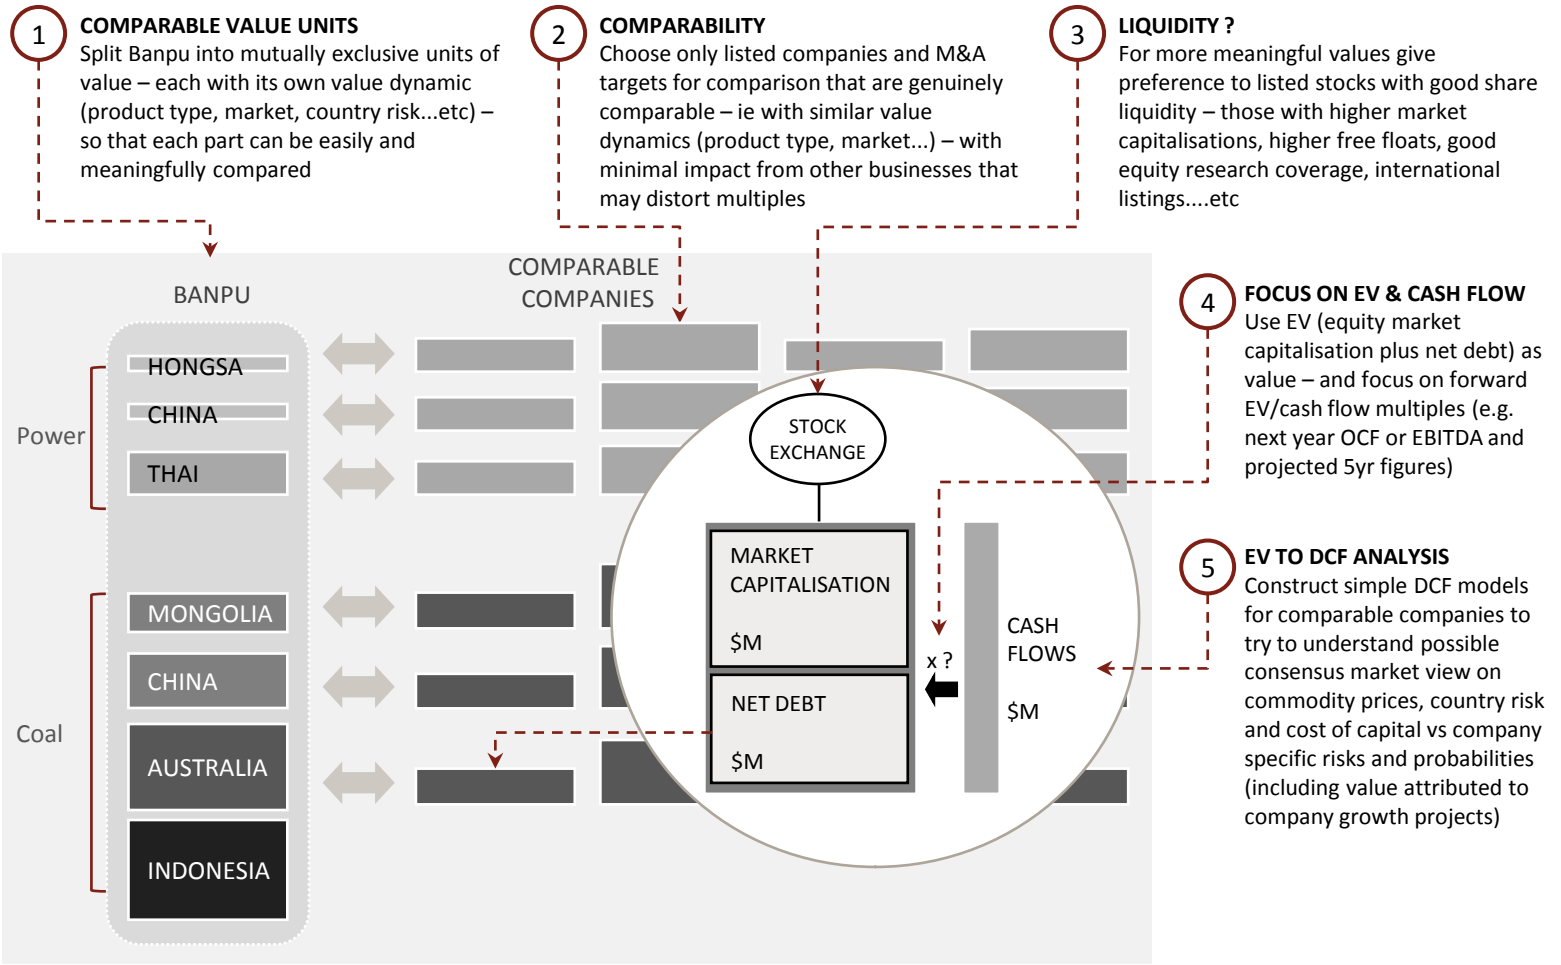 1
COMPARABLE VALUE UNITS
Split Banpu into mutually exclusive units of
value – each with its own value dynamic
(product type, market, country risk...etc) –
so that each part can be easily and
meaningfully compared
2
COMPARABILITY
Choose only listed companies and M&A
targets for comparison that are genuinely
comparable – ie with similar value
dynamics (product type, market...) – with
minimal impact from other businesses that
may distort multiples
3
LIQUIDITY ?
For more meaningful values give
preference to listed stocks with good share
liquidity – those with higher market
capitalisations, higher free floats, good
equity research coverage, international
listings....etc
4
FOCUS ON EV & CASH FLOW
Use EV (equity market
capitalisation plus net debt) as
value – and focus on forward
EV/cash flow multiples (e.g.
next year OCF or EBITDA and
projected 5yr figures)
5
EV TO DCF ANALYSIS
Construct simple DCF models
for comparable companies to
try to understand possible
consensus market view on
commodity prices, country risk
and cost of capital vs company
specific risks and probabilities
(including value attributed to
company growth projects)
BANPU
COMPARABLE
COMPANIES
Power
HONGSA
CHINA
THAI
Coal
MONGOLIA
CHINA
AUSTRALIA
INDONESIA
STOCK
EXCHANGE
MARKET
CAPITALISATION
$M
NET DEBT
$M
x ?
CASH
FLOWS
$M